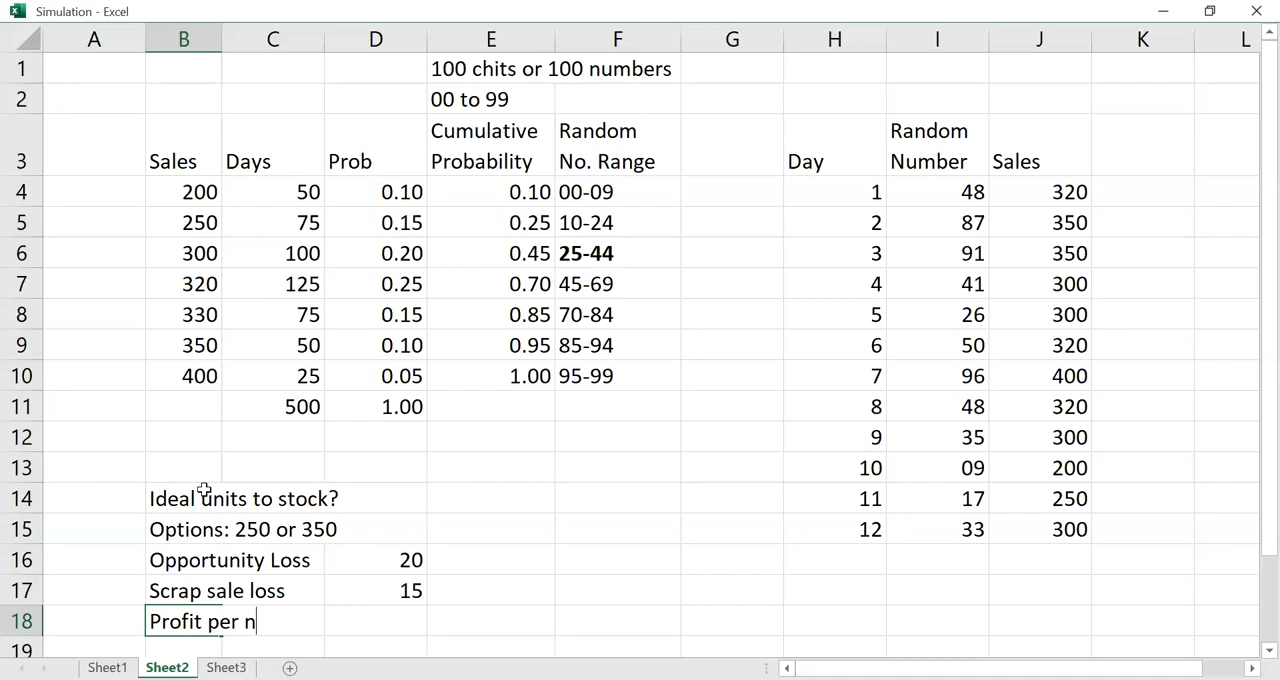 Simulation - Excel
A B C D E F G H I J K L
1 100 chits or 100 numbers
2 00 to 99
Cumulative Random Random
3 Sales Days Prob Probability No. Range Day Number Sales
4 200 50 0.10 0.10 00-09 1 48 320
5 250 75 0.15 0.25 10-24 2 87 350
6 300 100 0.20 0.45 25-44 3 91 350
7 320 125 0.25 0.70 45-69 4 41 300
8 330 75 0.15 0.85 70-84 5 26 300
9 350 50 0.10 0.95 85-94 6 50 320
10 400 25 0.05 1.00 95-99 7 96 400
11 500 1.00 8 48 320
12 9 35 300
13 10 09 200
14 Ideal units to stock? 11 17 250
15 Options: 250 or 350 12 33 300
16 Opportunity Loss 20
17 Scrap sale loss 15
18 Profit per n
19
Sheet1 Sheet2 Sheet3